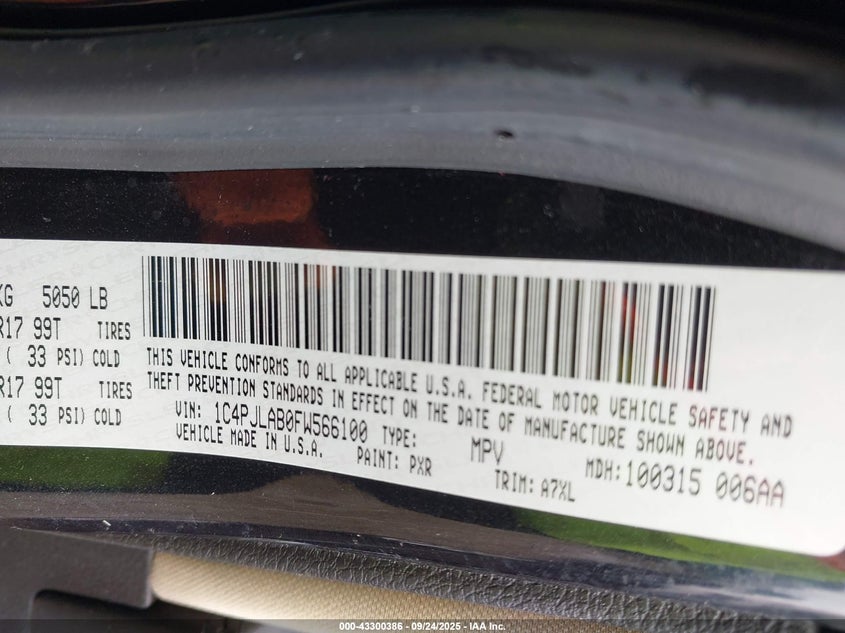 KG 5050 LB
R17 99T TIRES
( 33 PSI) COLD
R17 99T TIRES
( 33 PSI) COLD
THIS VEHICLE CONFORMS TO ALL APPLICABLE U.S.A. FEDERAL MOTOR VEHICLE SAFETY AND
THEFT PREVENTION STANDARDS IN EFFECT ON THE DATE OF MANUFACTURE SHOWN ABOVE.
VIN: 1C4PJLAB0FW566100 TYPE: MPV MDH:100315 006AA
VEHICLE MADE IN U.S.A. PAINT: PXR TRIM: A7XL
000-43300386 - 09/24/2025 - IAA Inc.